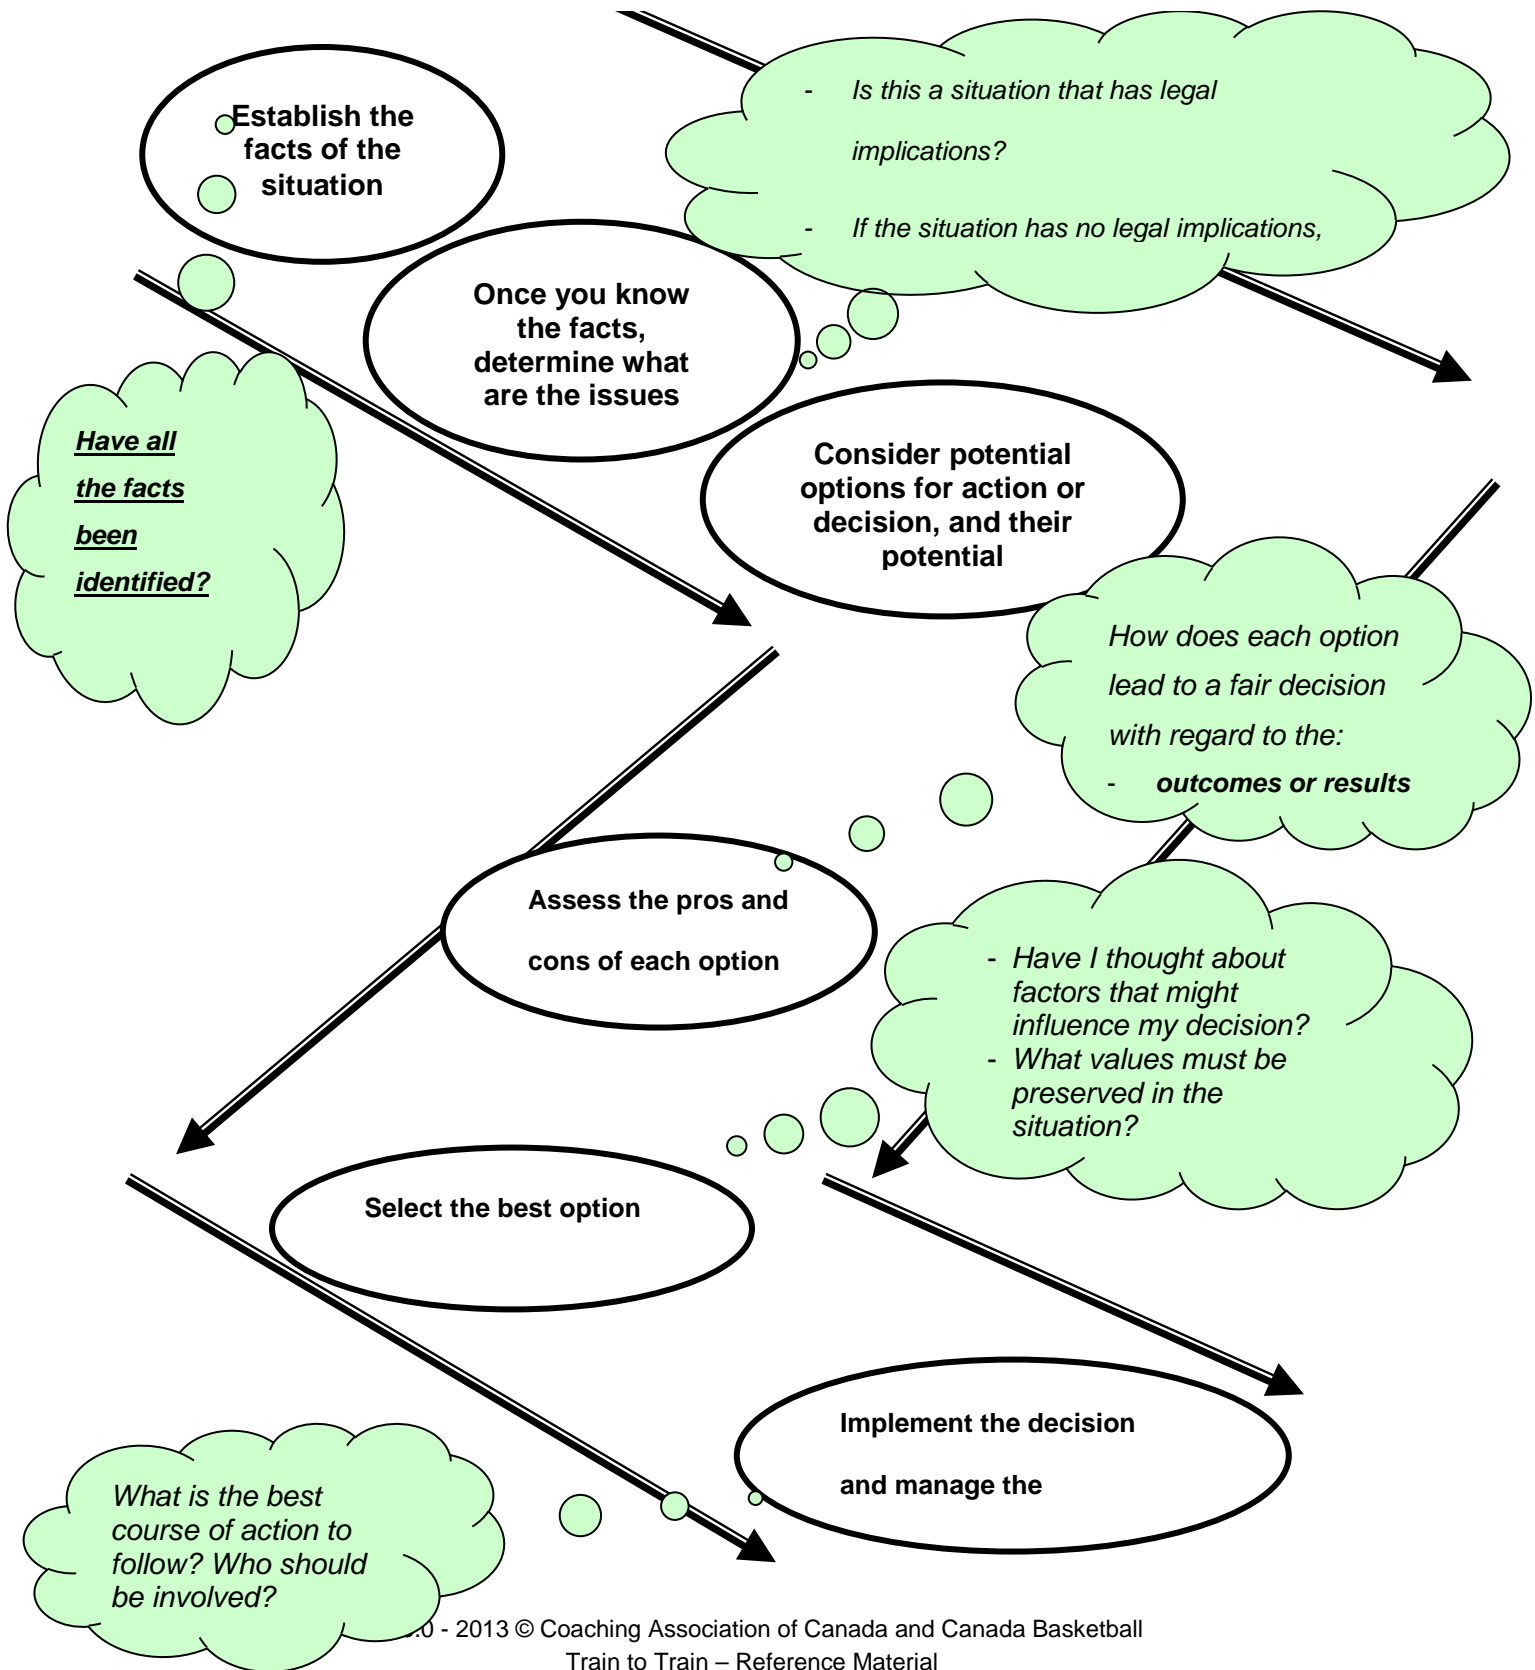 Establish the
facts of the
situation
- Is this a situation that has legal
implications?
- If the situation has no legal implications,
Once you know
the facts,
determine what
are the issues
Have all
the facts
been
identified?
Consider potential
options for action or
decision, and their
potential
How does each option
lead to a fair decision
with regard to the:
- outcomes or results
Assess the pros and
cons of each option
- Have I thought about
factors that might
influence my decision?
- What values must be
preserved in the
situation?
Select the best option
Implement the decision
and manage the
What is the best
course of action to
follow? Who should
be involved?
- 2013 © Coaching Association of Canada and Canada Basketball
Train to Train – Reference Material